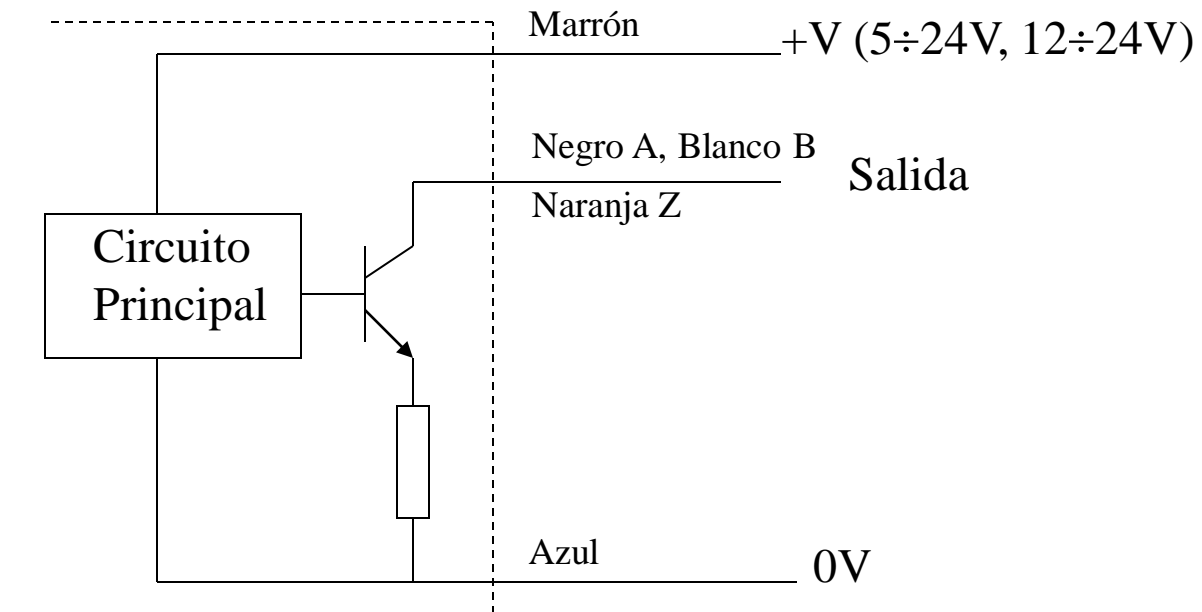 Marrón
+V (5÷24V, 12÷24V)
Negro A, Blanco B
Salida
Naranja Z
Circuito
Principal
Azul
0V